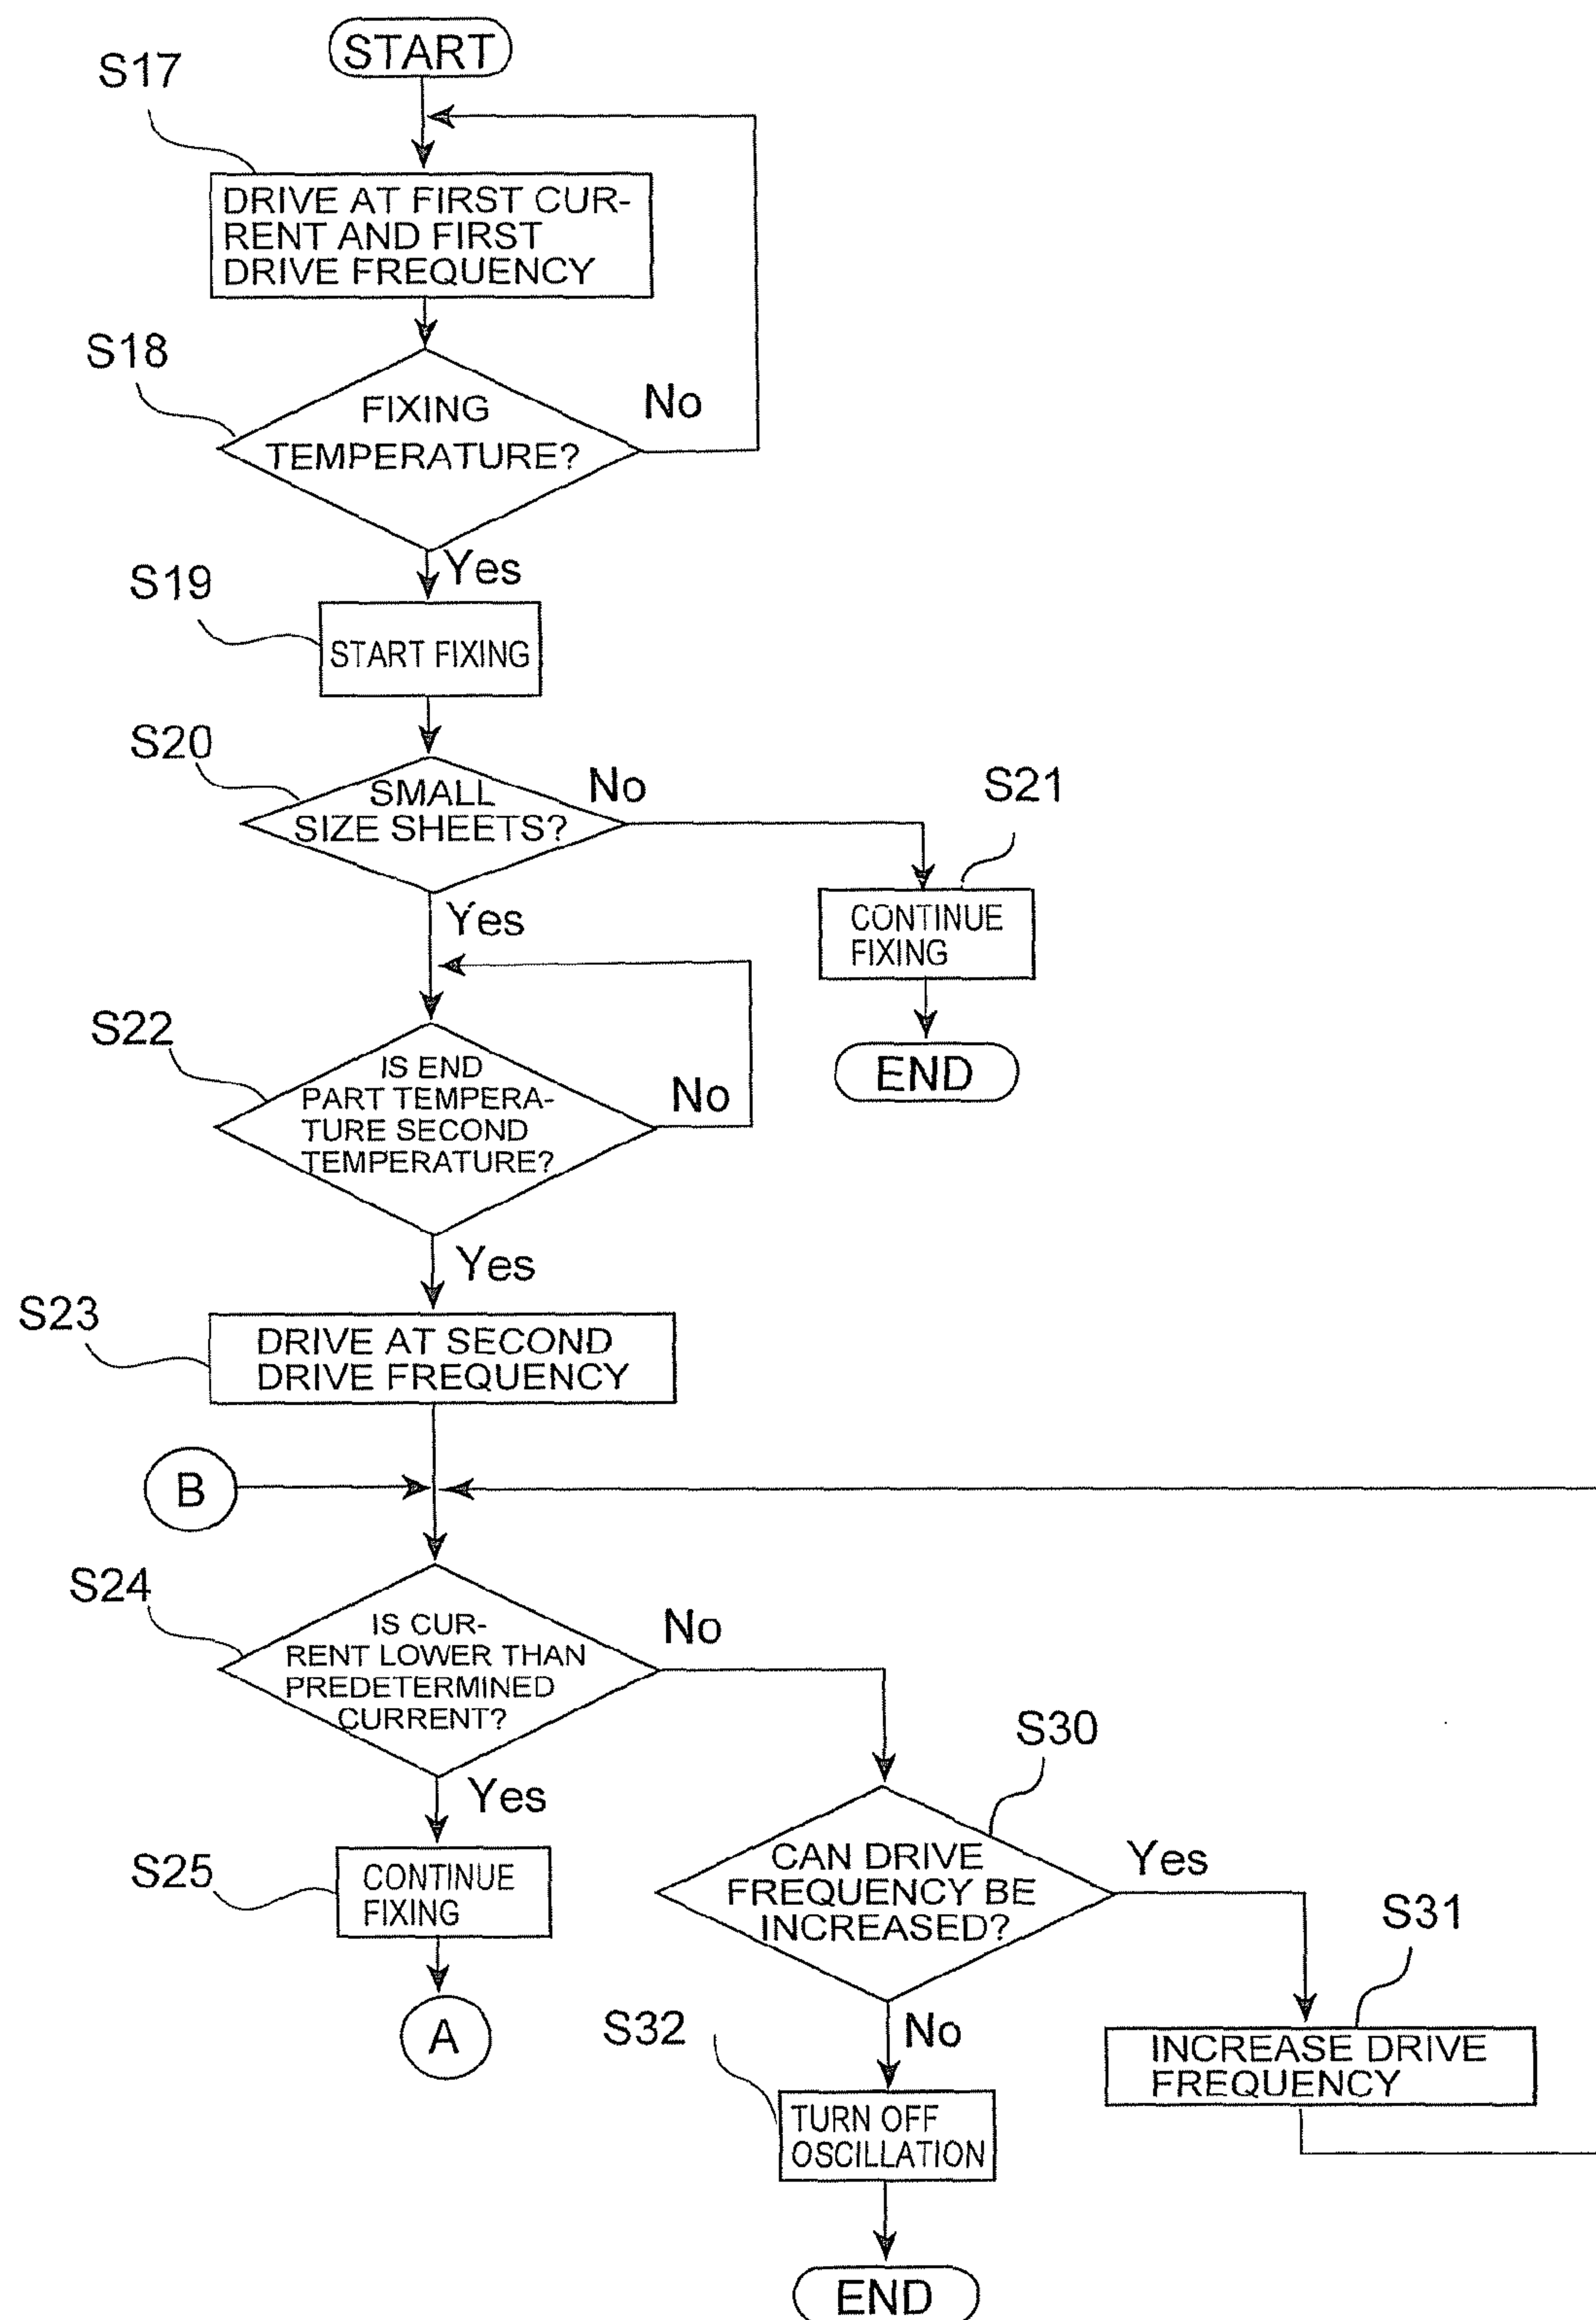 START
S17
DRIVE AT FIRST CUR-
RENT AND FIRST
DRIVE FREQUENCY
S18
FIXING
TEMPERATURE?
No
Yes
S19
START FIXING
S20
SMALL
SIZE SHEETS?
No
S21
CONTINUE
FIXING
END
Yes
S22
IS END
PART TEMPERA-
TURE SECOND
TEMPERATURE?
No
Yes
S23
DRIVE AT SECOND
DRIVE FREQUENCY
B
S24
IS CUR-
RENT LOWER THAN
PREDETERMINED
CURRENT?
No
Yes
S25
CONTINUE
FIXING
A
S30
CAN DRIVE
FREQUENCY BE
INCREASED?
Yes
S31
INCREASE DRIVE
FREQUENCY
No
S32
TURN OFF
OSCILLATION
END